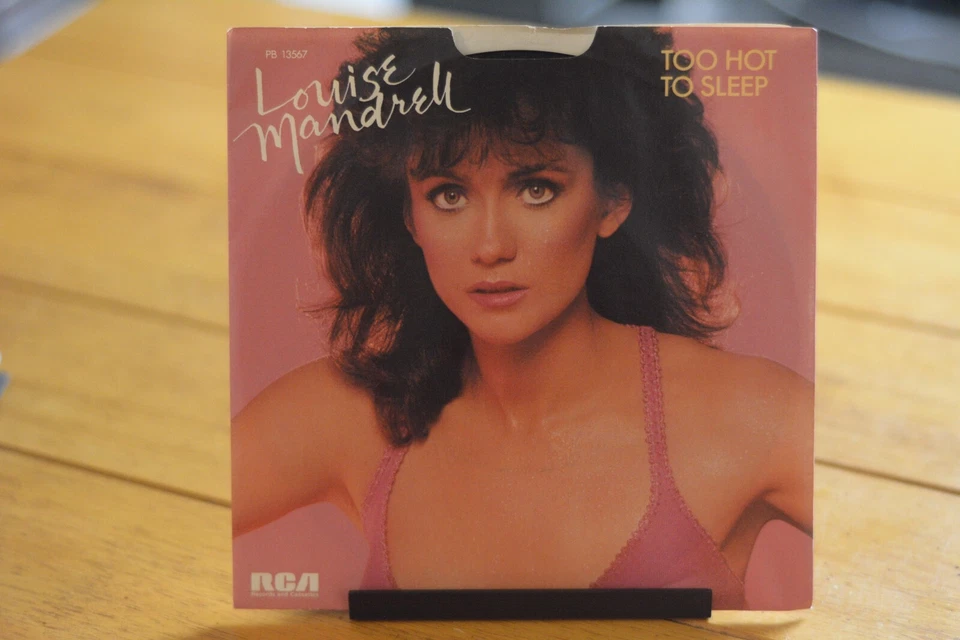 PB 13567
Louise
Mandrell
TOO HOT
TO SLEEP
RCA
Records and Cassettes